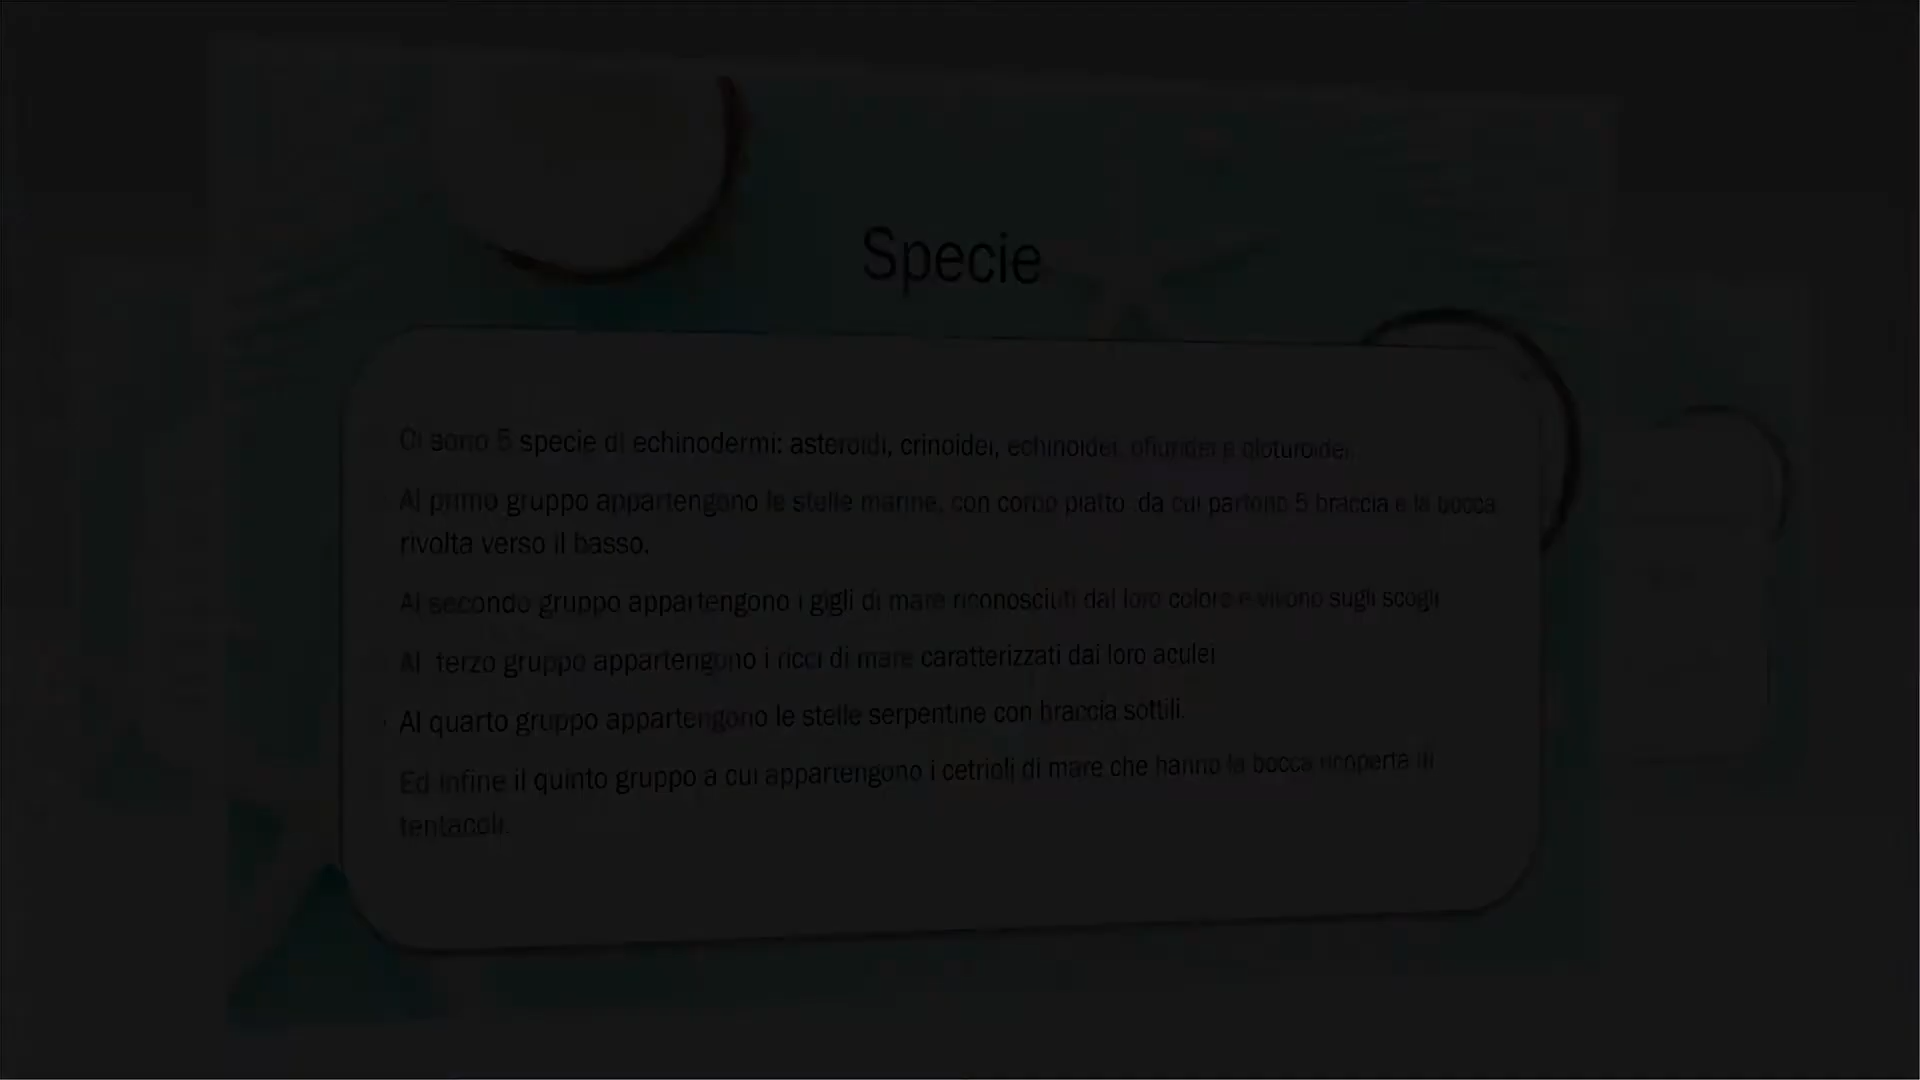 Specie
Ci sono 5 specie di echinodermi: asteroidi, crinoidei, echinoidei, ofiuridei e oloturoidei.
Al primo gruppo appartengono le stelle marine, con corpo piatto da cui partono 5 braccia e la bocca
rivolta verso il basso.
Al secondo gruppo appartengono i gigli di mare riconosciuti dal loro colore e vivono sugli scogli
Al terzo gruppo appartengono i ricci di mare caratterizzati dai loro aculei
Al quarto gruppo appartengono le stelle serpentine con braccia sottili.
Ed infine il quinto gruppo a cui appartengono i cetrioli di mare che hanno la bocca ricoperta di
tentacoli.